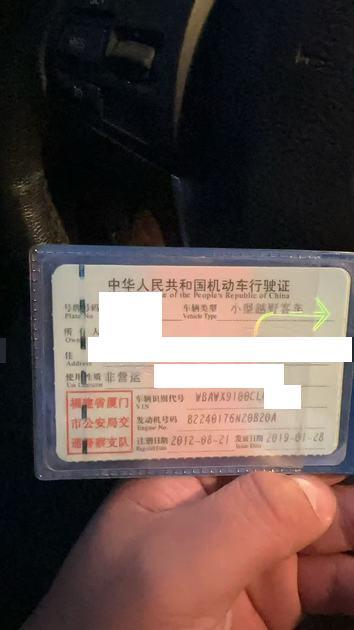 中华人民共和国机动车行驶证
e of the People's Republic of China
号牌号码 车辆类型 小型越野客车
Plate No Vehicle Type
所 有 人
Own
住
Address
使用性质 非营运
Use Character
福建省厦门
市公安局交
通警察支队
车辆识别代号 WBAWX9100CL
VIN
发动机号码 82240176N20B20A
Engine No
注册日期 2012-08-21 发证日期 2019-01-28
Register Date Issue Date